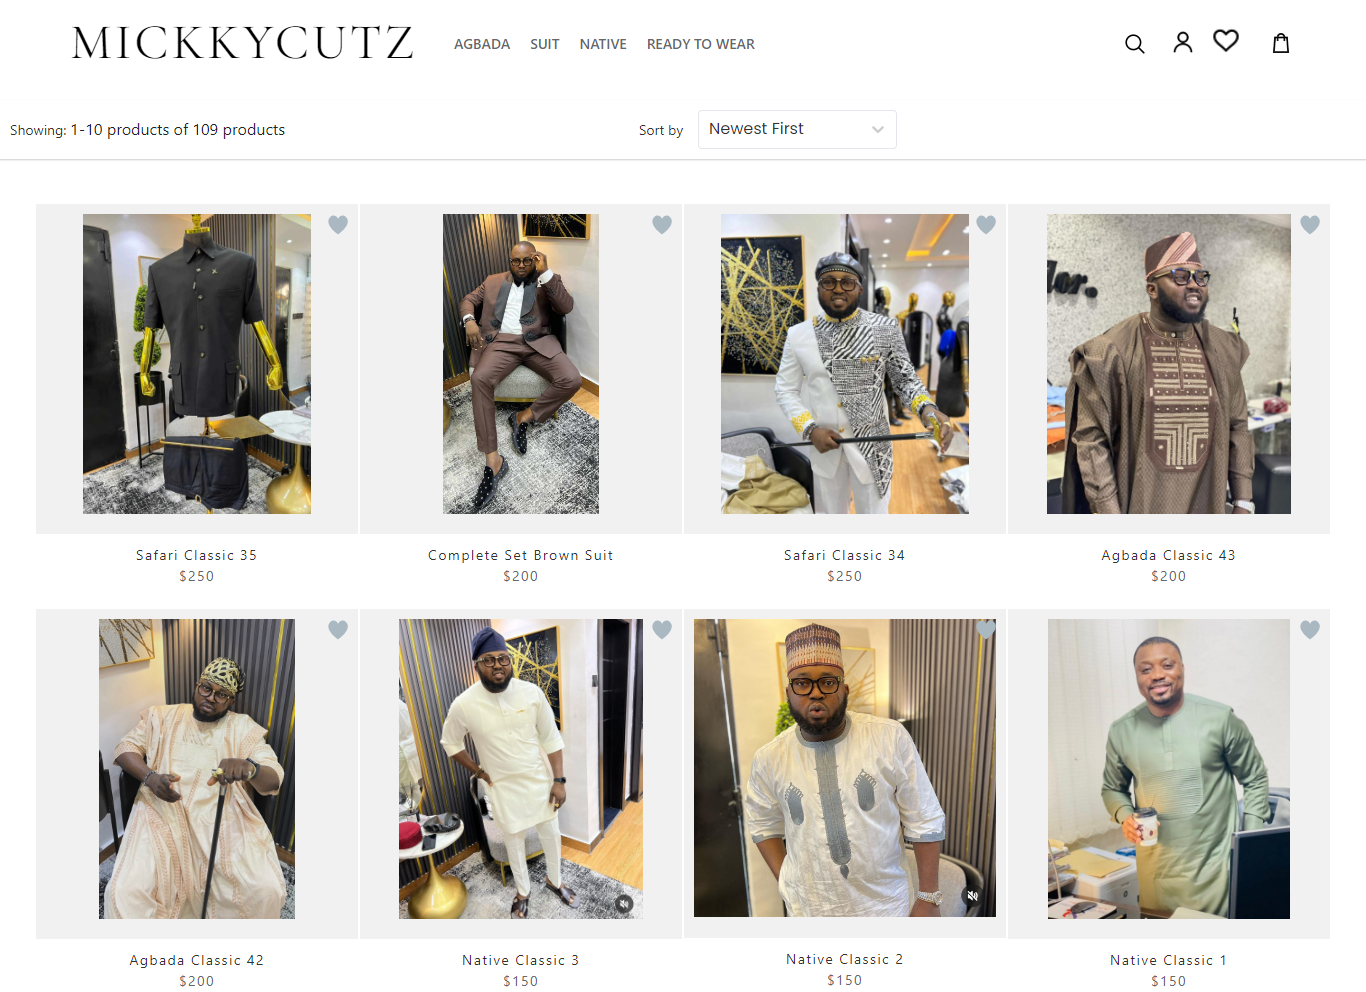 MICKKYCUTZ AGBADA SUIT NATIVE READY TO WEAR
Showing: 1-10 products of 109 products Sort by Newest First
lor.
Safari Classic 35
$250
Complete Set Brown Suit
$200
Safari Classic 34
$250
Agbada Classic 43
$200
Agbada Classic 42
$200
Native Classic 3
$150
Native Classic 2
$150
Native Classic 1
$150